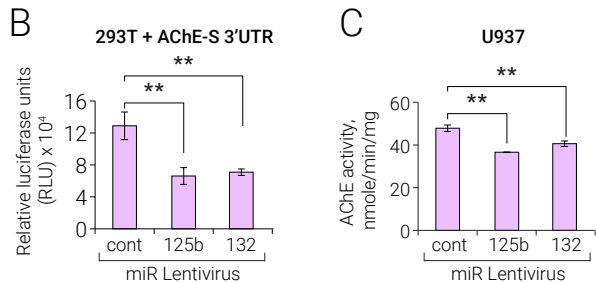 B
293T + AChE-S 3’UTR
Relative luciferase units
(RLU) x 10⁴
**
**
16
12
8
4
0
cont 125b 132
miR Lentivirus
C
U937
AChE activity,
nmole/min/mg
**
**
60
40
20
0
cont 125b 132
miR Lentivirus